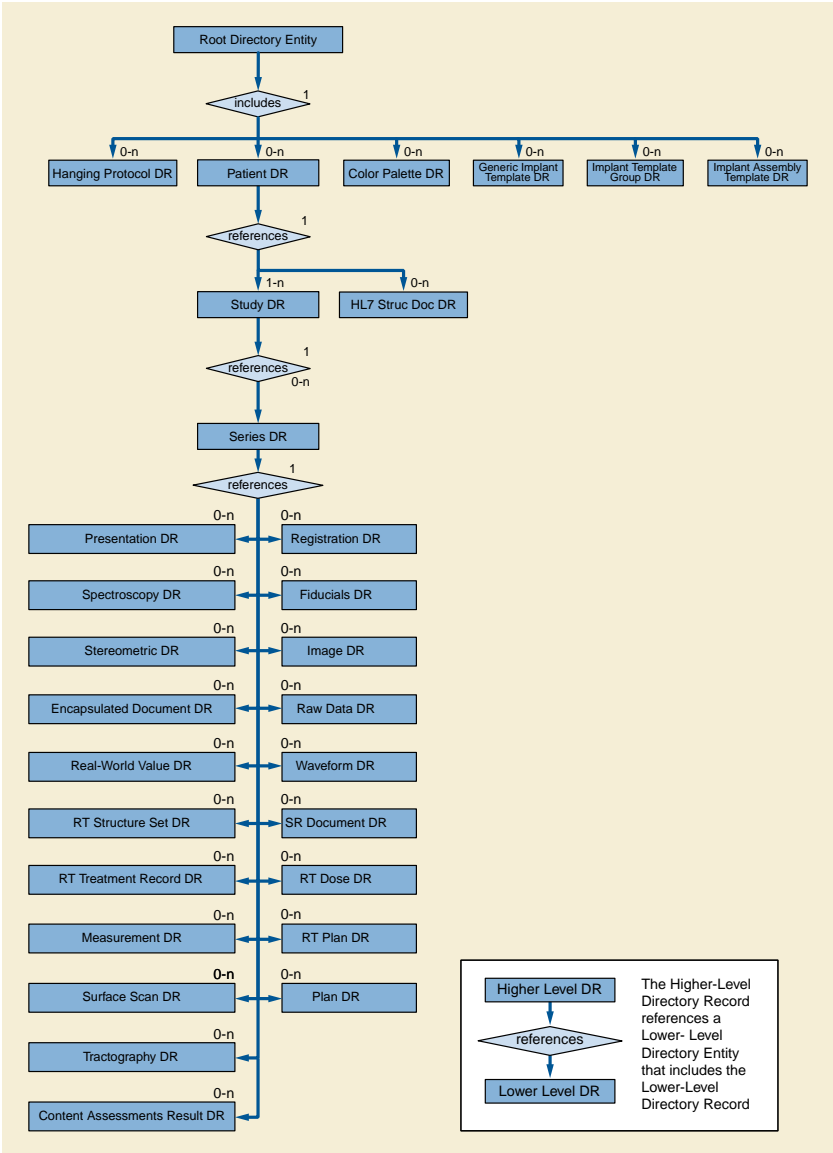 Root Directory Entity
1
includes
0-n
0-n
0-n
0-n
0-n
0-n
Hanging Protocol DR
Patient DR
Color Palette DR
Generic Implant
Template DR
Implant Template
Group DR
Implant Assembly
Template DR
1
references
1-n
0-n
Study DR
HL7 Struc Doc DR
1
references
0-n
Series DR
1
references
0-n
0-n
Presentation DR
Registration DR
0-n
0-n
Spectroscopy DR
Fiducials DR
0-n
0-n
Stereometric DR
Image DR
0-n
0-n
Encapsulated Document DR
Raw Data DR
0-n
0-n
Real-World Value DR
Waveform DR
0-n
0-n
RT Structure Set DR
SR Document DR
0-n
0-n
RT Treatment Record DR
RT Dose DR
0-n
0-n
Measurement DR
RT Plan DR
0-n
0-n
Surface Scan DR
Plan DR
0-n
Tractography DR
0-n
Content Assessments Result DR
Higher Level DR
references
Lower Level DR
The Higher-Level
Directory Record
references a
Lower- Level
Directory Entity
that includes the
Lower-Level
Directory Record